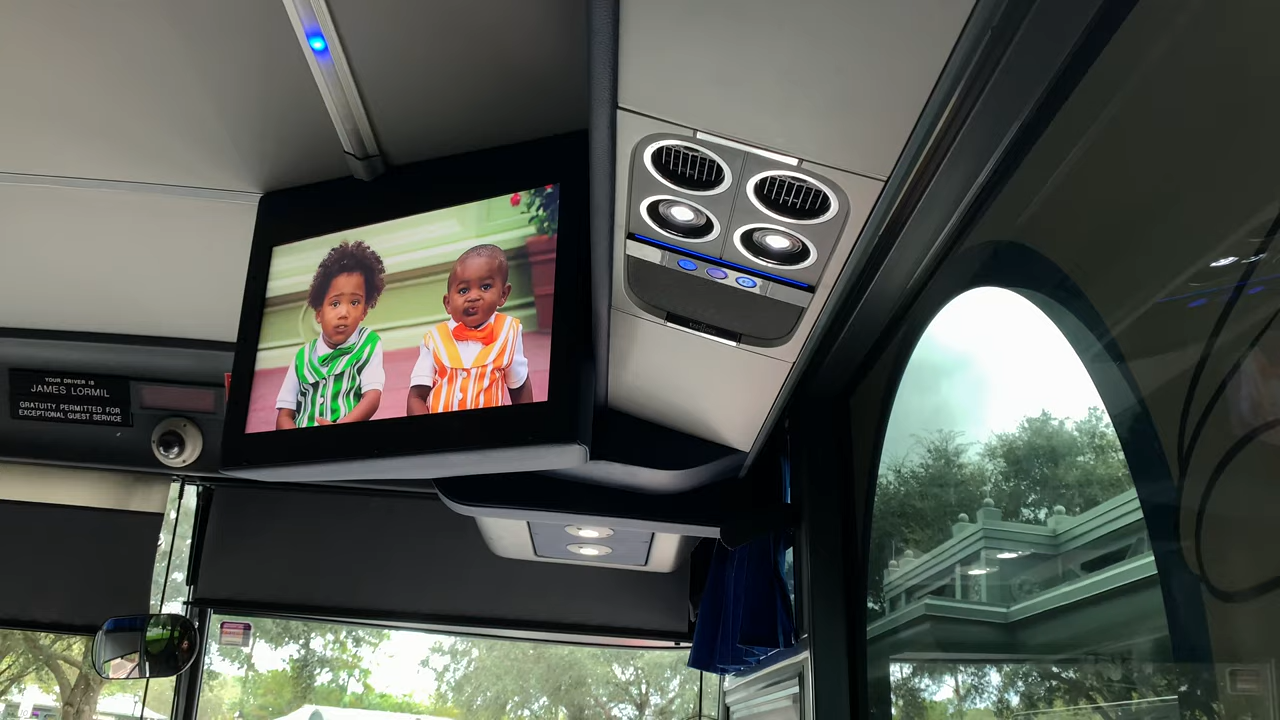 YOUR DRIVER IS
JAMES LORMIL
GRATUITY PERMITTED FOR
EXCEPTIONAL GUEST SERVICE